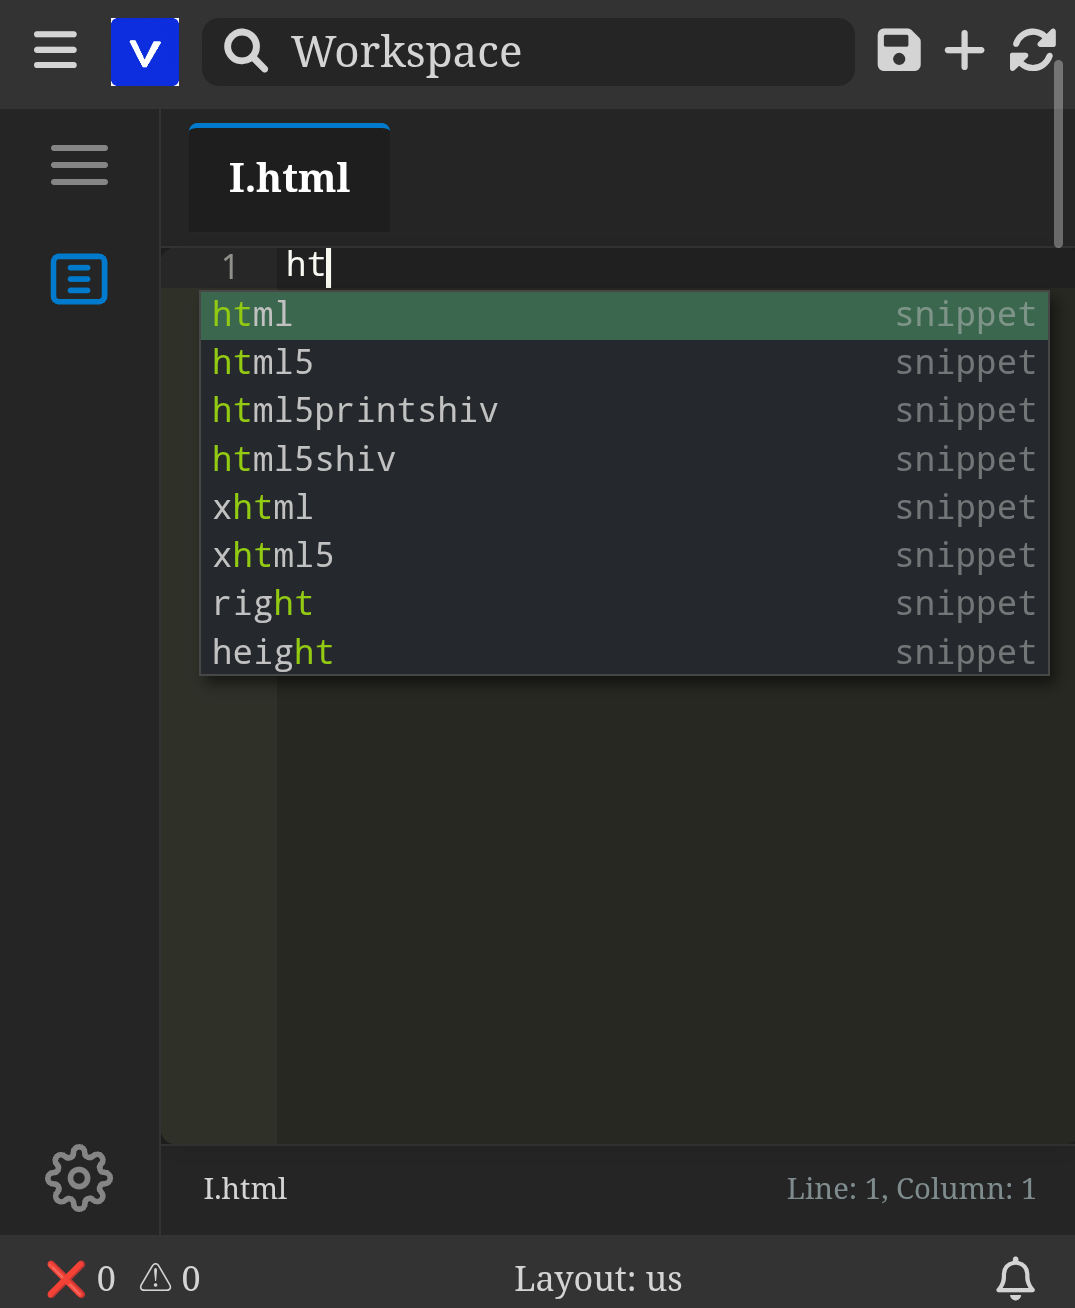 V Workspace
I.html
1 ht
html snippet
html5 snippet
html5printshiv snippet
html5shiv snippet
xhtml snippet
xhtml5 snippet
right snippet
height snippet
I.html Line: 1, Column: 1
❌ 0 ⚠ 0 Layout: us